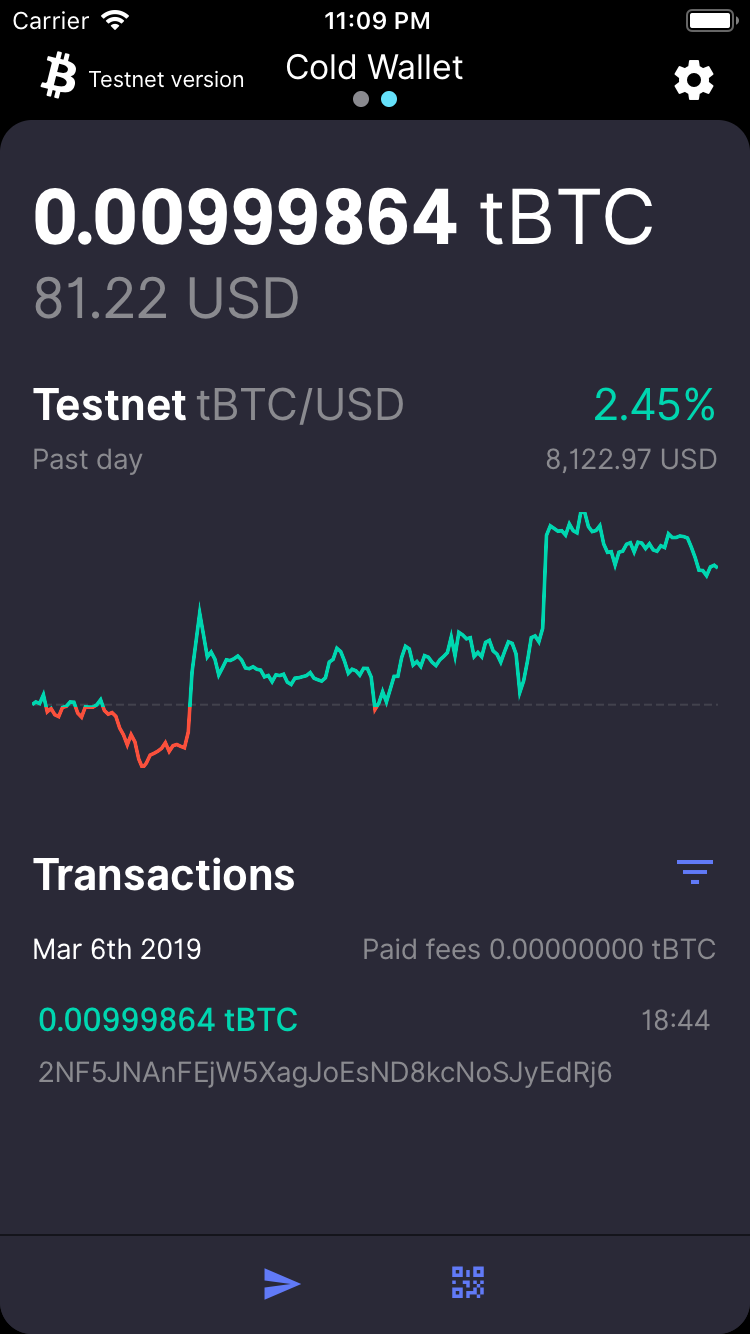 Carrier 11:09 PM
Testnet version Cold Wallet
0.00999864 tBTC
81.22 USD
Testnet tBTC/USD 2.45%
Past day 8,122.97 USD
Transactions
Mar 6th 2019 Paid fees 0.00000000 tBTC
0.00999864 tBTC 18:44
2NF5JNAnFEjW5XagJoEsND8kcNoSJyEdRj6